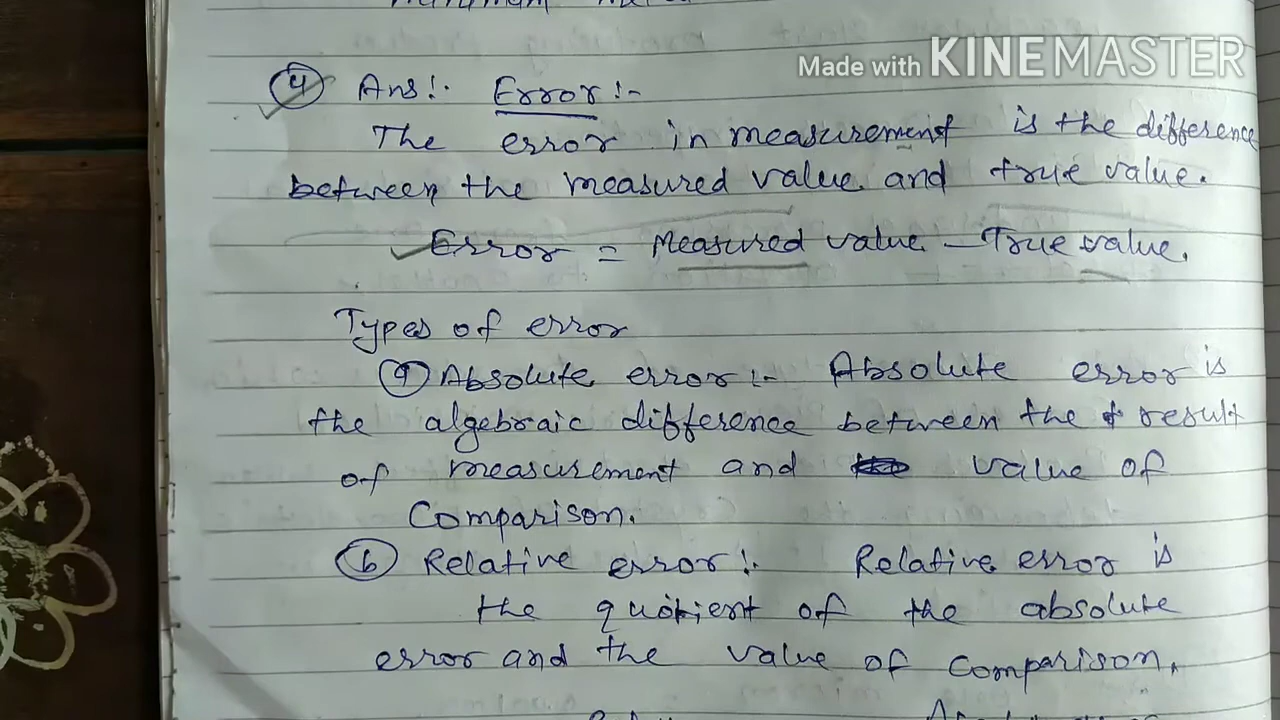 Made with KINEMASTER
④ Ans:- Error:-
The error in measurement is the difference
between the measured value and true value.
Error = Measured value - True value.
Types of error
ⓐ Absolute error:- Absolute error is
the algebraic difference between the result
of measurement and value of
Comparison.
ⓑ Relative error:- Relative error is
the quotient of the absolute
error and the value of comparison.